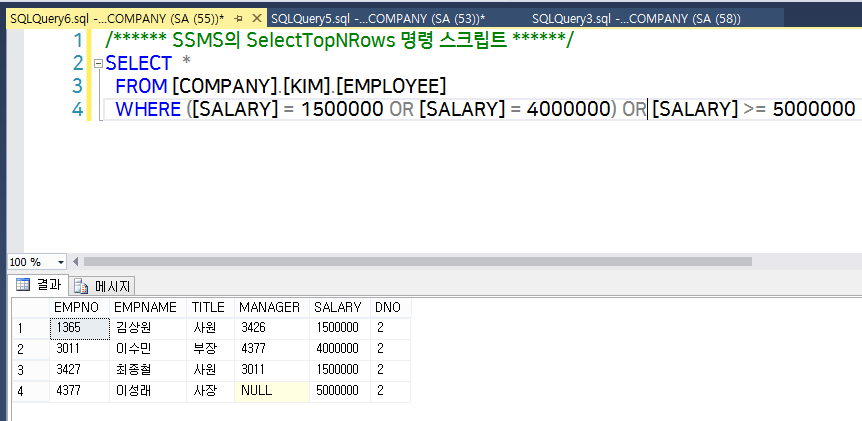 SQLQuery6.sql -...COMPANY (SA (55))* SQLQuery5.sql -...COMPANY (SA (53))* SQLQuery3.sql -...COMPANY (SA (58))
1 /****** SSMS의 SelectTopNRows 명령 스크립트 ******/
2 SELECT *
3 FROM [COMPANY].[KIM].[EMPLOYEE]
4 WHERE ([SALARY] = 1500000 OR [SALARY] = 4000000) OR [SALARY] >= 5000000
100 %
결과 메시지
EMPNO EMPNAME TITLE MANAGER SALARY DNO
1 1365 김상원 사원 3426 1500000 2
2 3011 이수민 부장 4377 4000000 2
3 3427 최종철 사원 3011 1500000 2
4 4377 이성래 사장 NULL 5000000 2